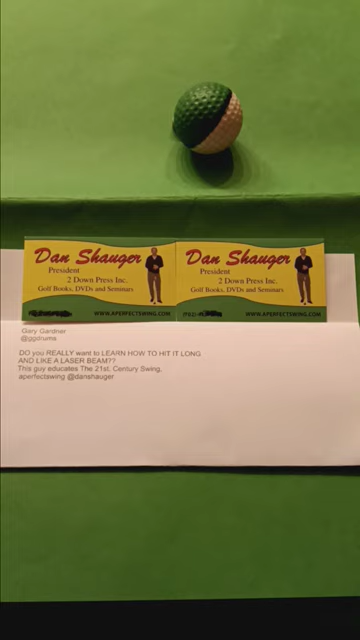 Dan Shauger
President
2 Down Press Inc.
Golf Books, DVDs and Seminars
WWW.APERFECTSWING.COM
Dan Shauger
President
2 Down Press Inc.
Golf Books, DVDs and Seminars
WWW.APERFECTSWING.COM
Gary Gardner
@ggdrums
DO you REALLY want to LEARN HOW TO HIT IT LONG
AND LIKE A LASER BEAM??
This guy educates The 21st. Century Swing,
aperfectswing @danshauger